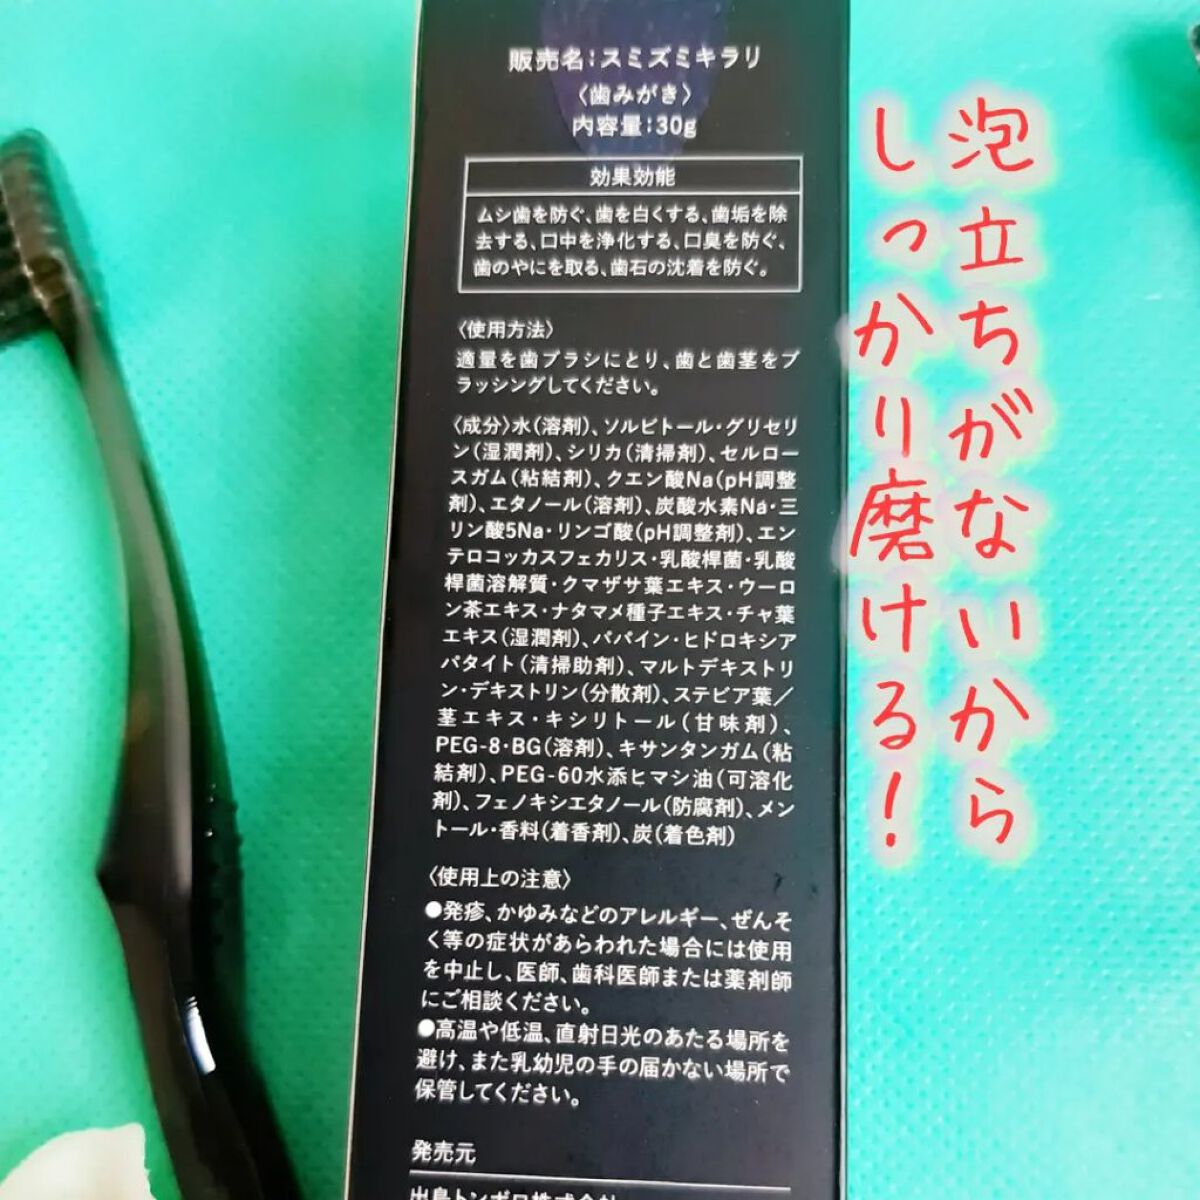 販売名:スミズミキラリ
〈歯みがき〉
内容量:30g
効果効能
ムシ歯を防ぐ、歯を白くする、歯垢を除
去する、口中を浄化する、口臭を防ぐ、
歯のやにを取る、歯石の沈着を防ぐ。
〈使用方法〉
適量を歯ブラシにとり、歯と歯茎をブ
ラッシングしてください。
〈成分〉水(溶剤)、ソルビトール・グリセリ
ン(湿潤剤)、シリカ(清掃剤)、セルロー
スガム(粘結剤)、クエン酸Na(pH調整
剤)、エタノール(溶剤)、炭酸水素Na・三
リン酸5Na・リンゴ酸(pH調整剤)、エン
テロコッカスフェカリス・乳酸桿菌・乳酸
桿菌溶解質・クマザサ葉エキス・ウーロ
ン茶エキス・ナタマメ種子エキス・チャ葉
エキス(湿潤剤)、パパイン・ヒドロキシア
パタイト(清掃助剤)、マルトデキストリ
ン・デキストリン(分散剤)、ステビア葉/
茎エキス・キシリトール(甘味剤)、
PEG-8・BG(溶剤)、キサンタンガム(粘
結剤)、PEG-60水添ヒマシ油(可溶化
剤)、フェノキシエタノール(防腐剤)、メン
トール・香料(着香剤)、炭(着色剤)
〈使用上の注意〉
●発疹、かゆみなどのアレルギー、ぜんそ
く等の症状があらわれた場合には使用
を中止し、医師、歯科医師または薬剤師
にご相談ください。
●高温や低温、直射日光のあたる場所を
避け、また乳幼児の手の届かない場所で
保管してください。
発売元
出島トンボロ株式会社
泡立ちがないから
しっかり磨ける!